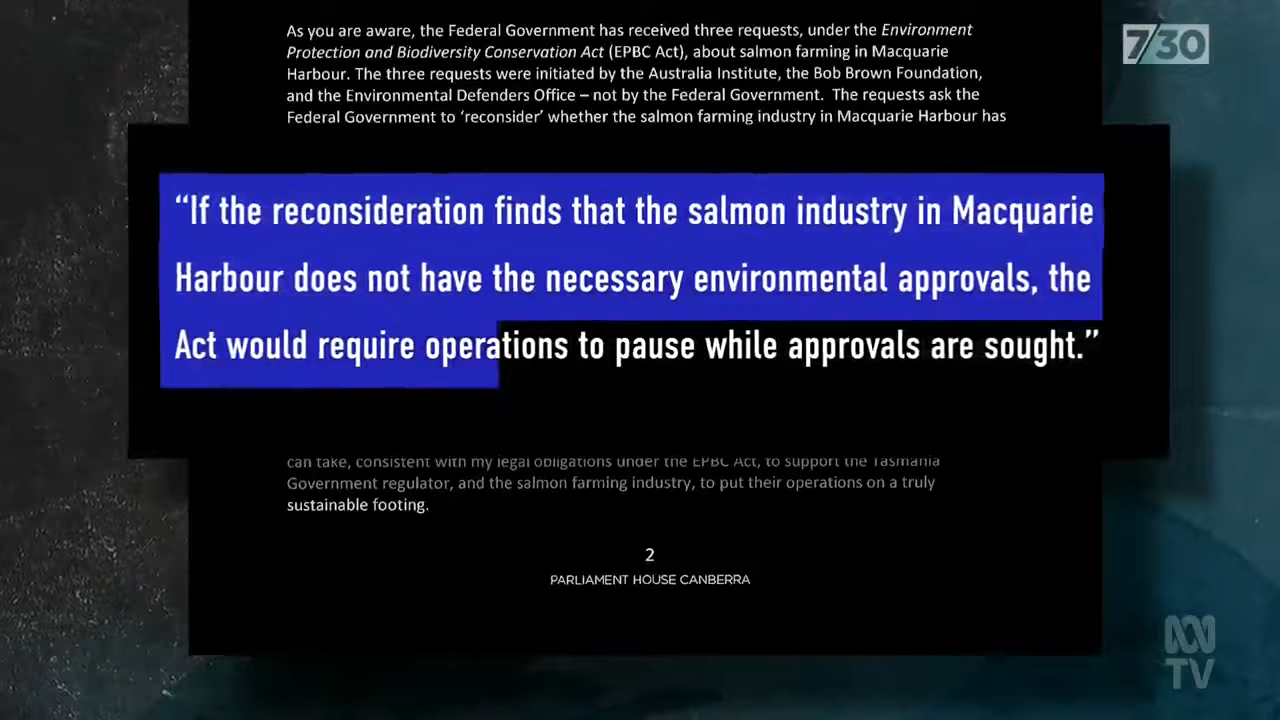 As you are aware, the Federal Government has received three requests, under the Environment
Protection and Biodiversity Conservation Act (EPBC Act), about salmon farming in Macquarie
Harbour. The three requests were initiated by the Australia Institute, the Bob Brown Foundation,
and the Environmental Defenders Office – not by the Federal Government. The requests ask the
Federal Government to ‘reconsider’ whether the salmon farming industry in Macquarie Harbour has
7/30
“If the reconsideration finds that the salmon industry in Macquarie
Harbour does not have the necessary environmental approvals, the
Act would require operations to pause while approvals are sought.”
can take, consistent with my legal obligations under the EPBC Act, to support the Tasmania
Government regulator, and the salmon farming industry, to put their operations on a truly
sustainable footing.
2
PARLIAMENT HOUSE CANBERRA
TV